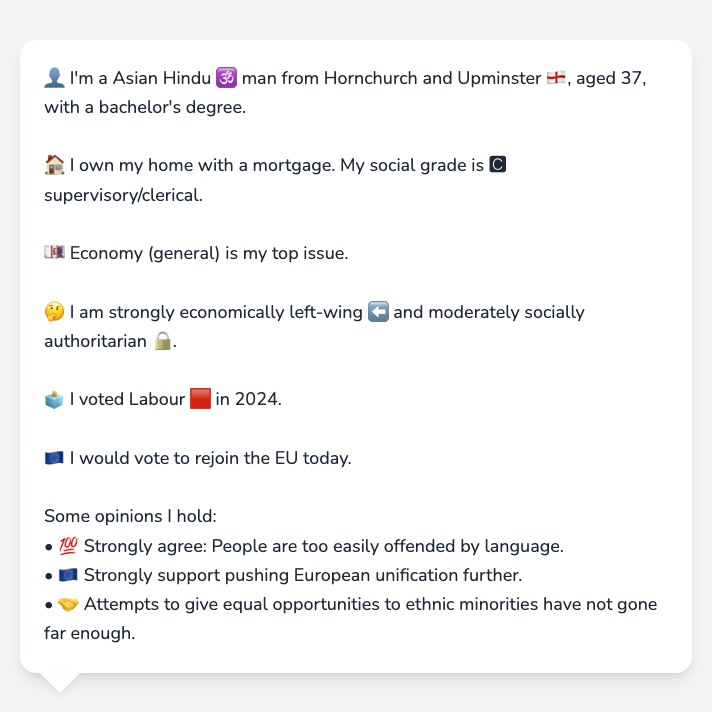 👤 I'm a Asian Hindu 🕉️ man from Hornchurch and Upminster 🏴󠁧󠁢󠁥󠁮󠁧󠁿, aged 37,
with a bachelor's degree.
🏠 I own my home with a mortgage. My social grade is 🅲
supervisory/clerical.
💷 Economy (general) is my top issue.
🤔 I am strongly economically left-wing ⬅️ and moderately socially
authoritarian 🔒.
🗳️ I voted Labour 🟥 in 2024.
🇪🇺 I would vote to rejoin the EU today.
Some opinions I hold:
• 💯 Strongly agree: People are too easily offended by language.
• 🇪🇺 Strongly support pushing European unification further.
• 🤝 Attempts to give equal opportunities to ethnic minorities have not gone
far enough.